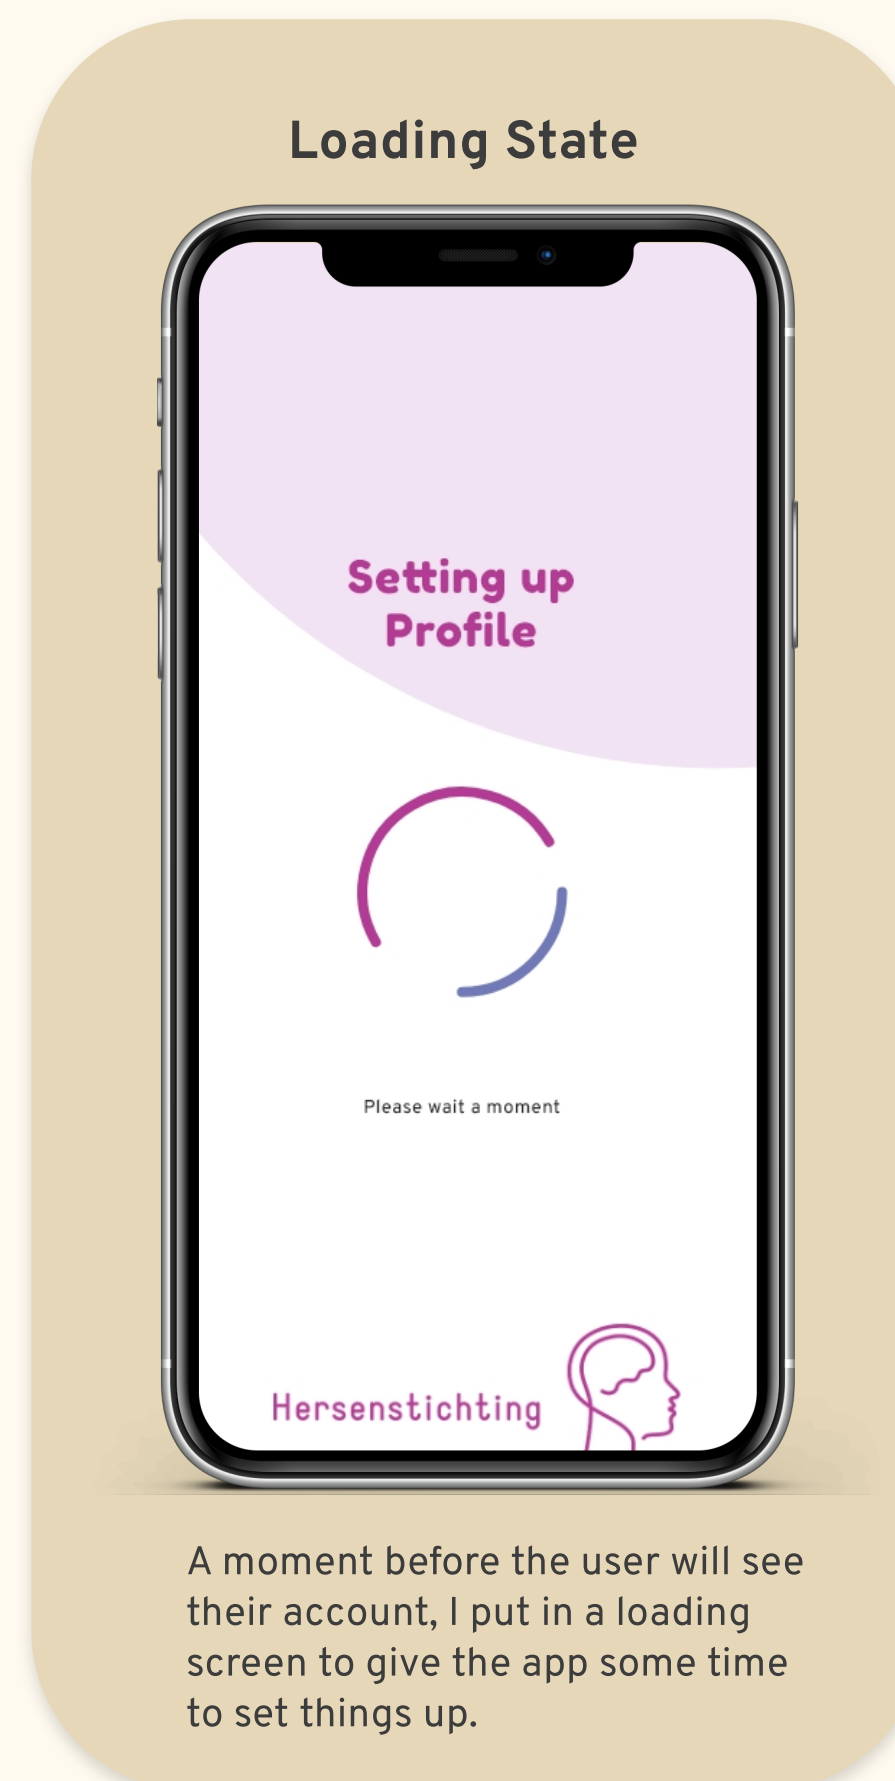 Loading State
Setting up
Profile
Please wait a moment
Hersenstichting
A moment before the user will see
their account, I put in a loading
screen to give the app some time
to set things up.